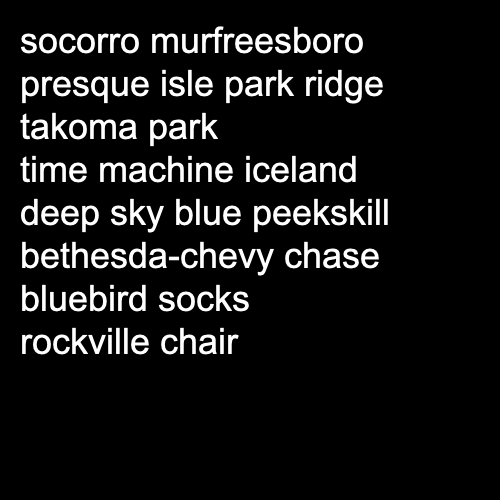 socorro murfreesboro
presque isle park ridge
takoma park
time machine iceland
deep sky blue peekskill
bethesda-chevy chase
bluebird socks
rockville chair